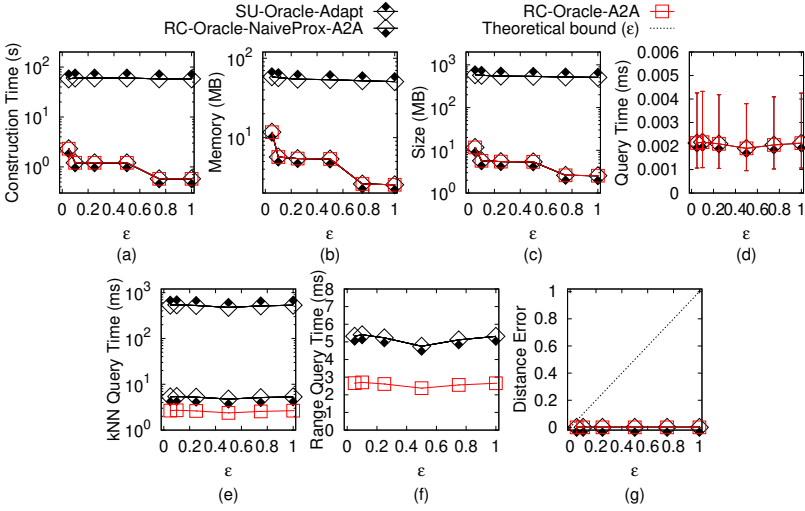 SU-Oracle-Adapt
RC-Oracle-NaiveProx-A2A
RC-Oracle-A2A
Theoretical bound (ε)
Construction Time (s)
10²
10¹
10⁰
0 0.2 0.4 0.6 0.8 1
ε
(a)
Memory (MB)
10¹
0 0.2 0.4 0.6 0.8 1
ε
(b)
Size (MB)
10³
10²
10¹
10⁰
0 0.2 0.4 0.6 0.8 1
ε
(c)
Query Time (ms)
0.006
0.005
0.004
0.003
0.002
0.001
0
0 0.2 0.4 0.6 0.8 1
ε
(d)
kNN Query Time (ms)
10³
10²
10¹
10⁰
0 0.2 0.4 0.6 0.8 1
ε
(e)
Range Query Time (ms)
8
7
6
5
4
3
2
1
0
0 0.2 0.4 0.6 0.8 1
ε
(f)
Distance Error
1
0.8
0.6
0.4
0.2
0
0 0.2 0.4 0.6 0.8 1
ε
(g)